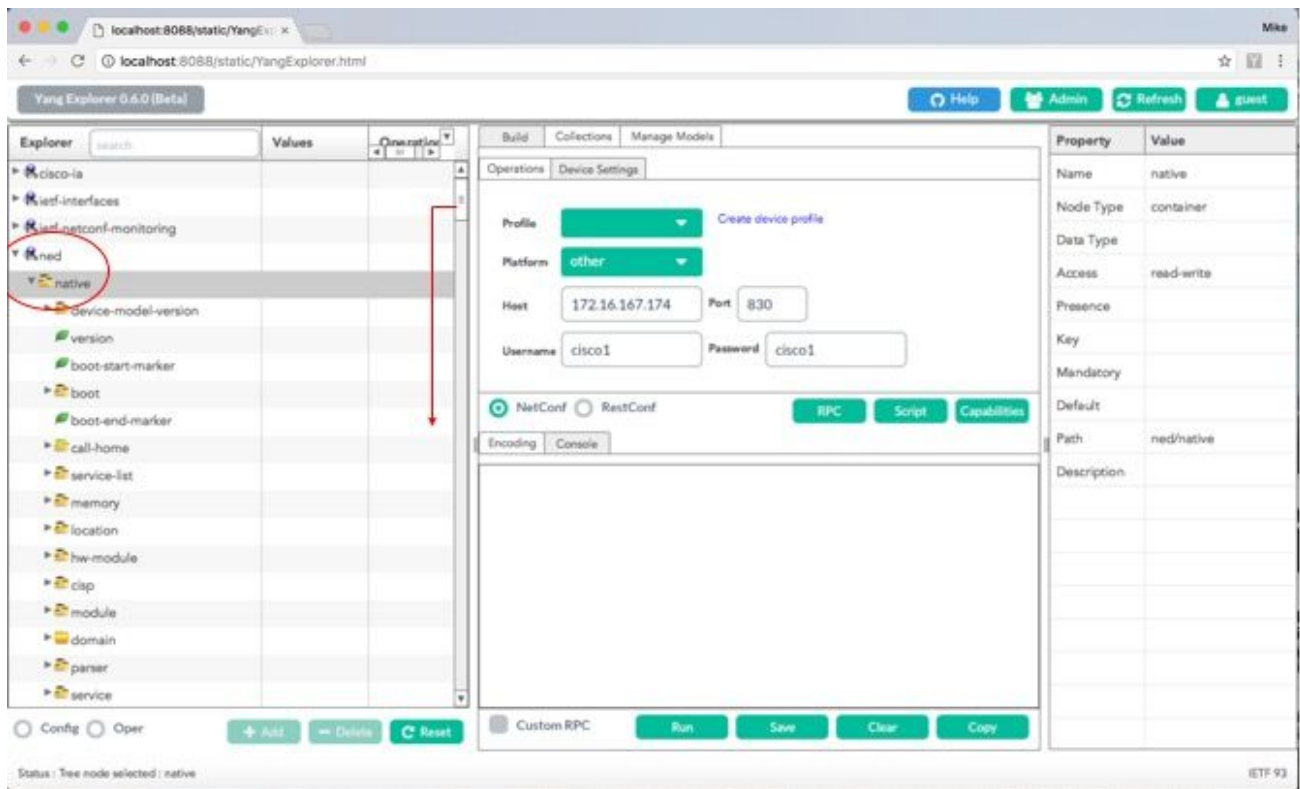 localhost:8088/static/YangEx
Mike
localhost:8088/static/YangExplorer.html
Yang Explorer 0.6.0 (Beta)
Help
Admin
Refresh
guest
Explorer
search
Values
Operation
cisco-ia
ietf-interfaces
ietf-netconf-monitoring
ned
native
device-model-version
version
boot-start-marker
boot
boot-end-marker
call-home
service-list
memory
location
hw-module
cisp
module
domain
parser
service
Config
Oper
+ Add
Delete
Reset
Status : Tree node selected : native
Build
Collections
Manage Models
Operations
Device Settings
Profile
Create device profile
Platform
other
Host
172.16.167.174
Port
830
Username
cisco1
Password
cisco1
NetConf
RestConf
RPC
Script
Capabilities
Encoding
Console
Custom RPC
Run
Save
Clear
Copy
Property Value
Name native
Node Type container
Data Type
Access read-write
Presence
Key
Mandatory
Default
Path ned/native
Description
IETF 93